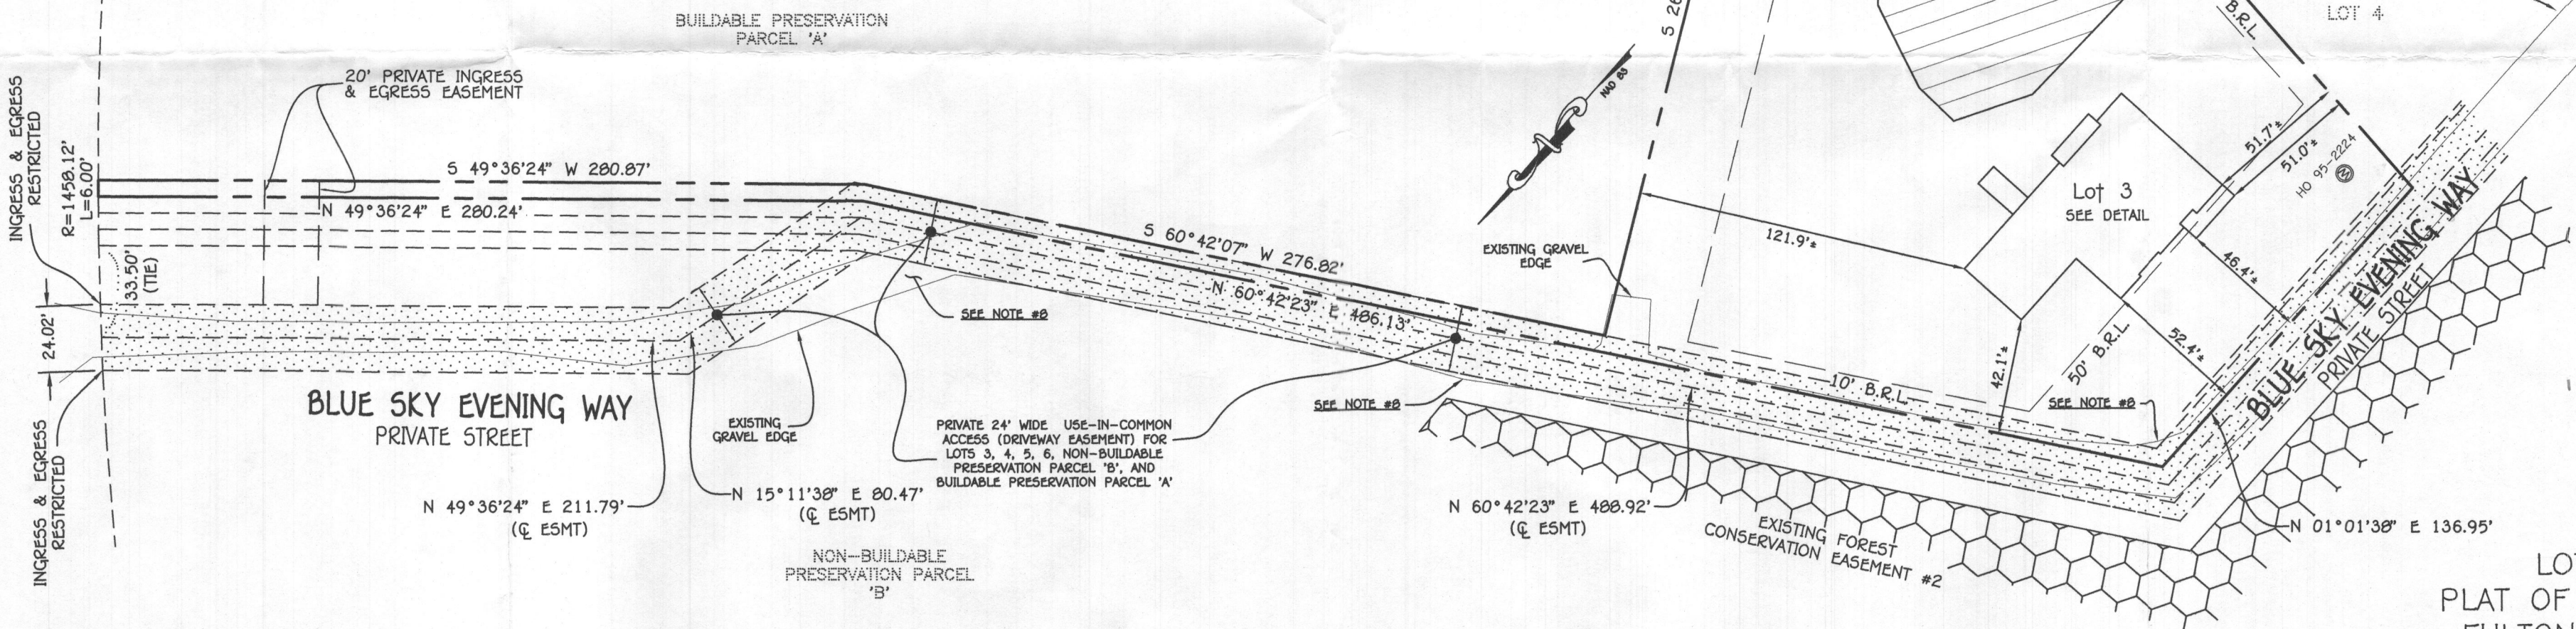 BUILDABLE PRESERVATION
PARCEL 'A'
LOT 4
B.R.L.
S 26
NAD 83
INGRESS & EGRESS
RESTRICTED
R=1458.12'
L=6.00'
20' PRIVATE INGRESS
& EGRESS EASEMENT
S 49°36'24" W 280.87'
N 49°36'24" E 280.24'
33.50'
(TIE)
24.02'
INGRESS & EGRESS
RESTRICTED
BLUE SKY EVENING WAY
PRIVATE STREET
N 49°36'24" E 211.79'
(℄ ESMT)
N 15°11'38" E 80.47'
(℄ ESMT)
EXISTING
GRAVEL EDGE
SEE NOTE #8
PRIVATE 24' WIDE USE-IN-COMMON
ACCESS (DRIVEWAY EASEMENT) FOR
LOTS 3, 4, 5, 6, NON-BUILDABLE
PRESERVATION PARCEL 'B', AND
BUILDABLE PRESERVATION PARCEL 'A'
NON-BUILDABLE
PRESERVATION PARCEL
'B'
S 60°42'07" W 276.82'
N 60°42'23" E 486.13'
EXISTING GRAVEL
EDGE
SEE NOTE #8
N 60°42'23" E 488.92'
(℄ ESMT)
EXISTING FOREST
CONSERVATION EASEMENT #2
121.9'±
Lot 3
SEE DETAIL
51.7'±
51.0'±
HO 95-2224
W
46.4'±
52.4'±
42.1'±
50' B.R.L.
10' B.R.L.
SEE NOTE #8
BLUE SKY EVENING WAY
PRIVATE STREET
N 01°01'38" E 136.95'
LO
PLAT OF
FULTON